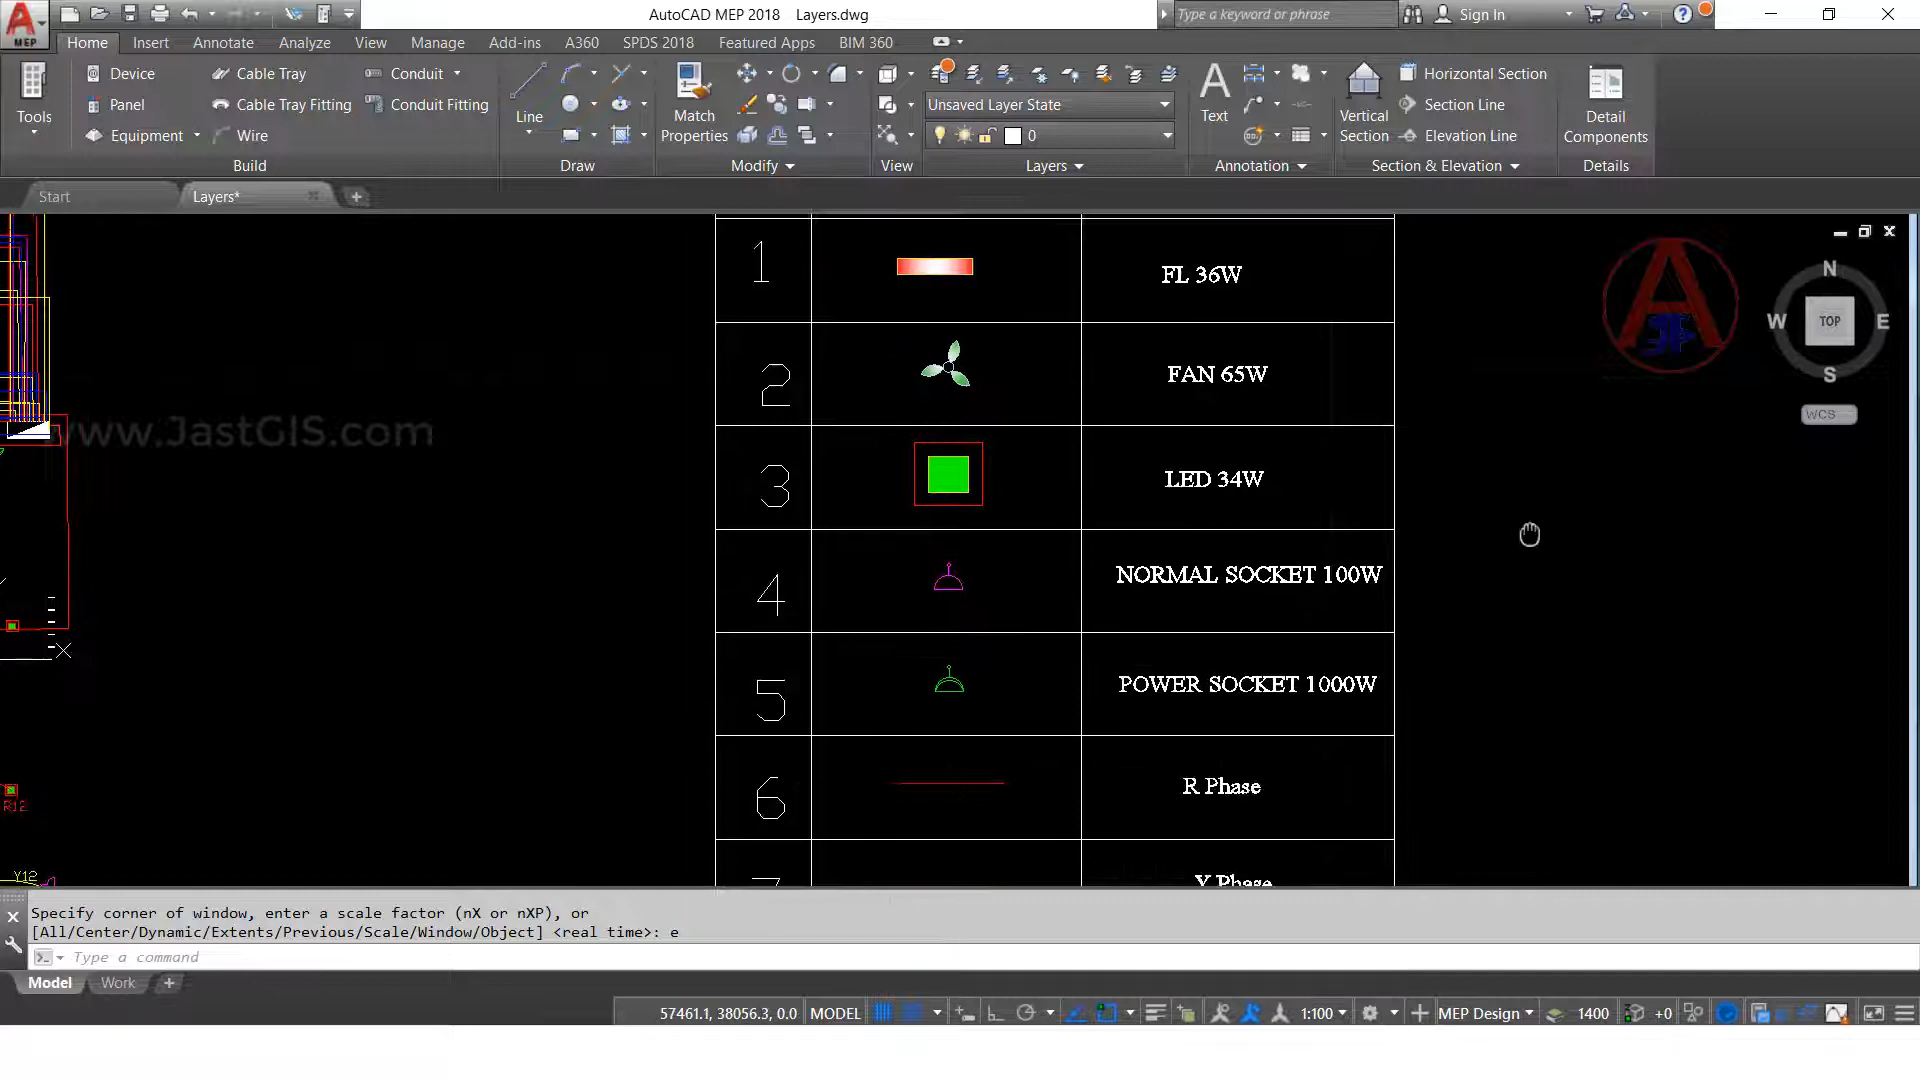 AutoCAD MEP 2018 Layers.dwg
Type a keyword or phrase
Sign In
MEP
Home Insert Annotate Analyze View Manage Add-ins A360 SPDS 2018 Featured Apps BIM 360
Tools
Device
Panel
Equipment
Cable Tray
Cable Tray Fitting
Wire
Conduit
Conduit Fitting
Build
Line
Draw
Match
Properties
Modify
View
Unsaved Layer State
0
Layers
Text
Annotation
Vertical
Section
Horizontal Section
Section Line
Elevation Line
Section & Elevation
Detail
Components
Details
Start
Layers*
1 FL 36W
2 FAN 65W
3 LED 34W
4 NORMAL SOCKET 100W
5 POWER SOCKET 1000W
6 R Phase
7 Y Phase
N
W TOP E
S
WCS
www.JastGIS.com
R12
Y12
Specify corner of window, enter a scale factor (nX or nXP), or
[All/Center/Dynamic/Extents/Previous/Scale/Window/Object] <real time>: e
Type a command
Model Work
57461.1, 38056.3, 0.0 MODEL 1:100 MEP Design 1400 +0